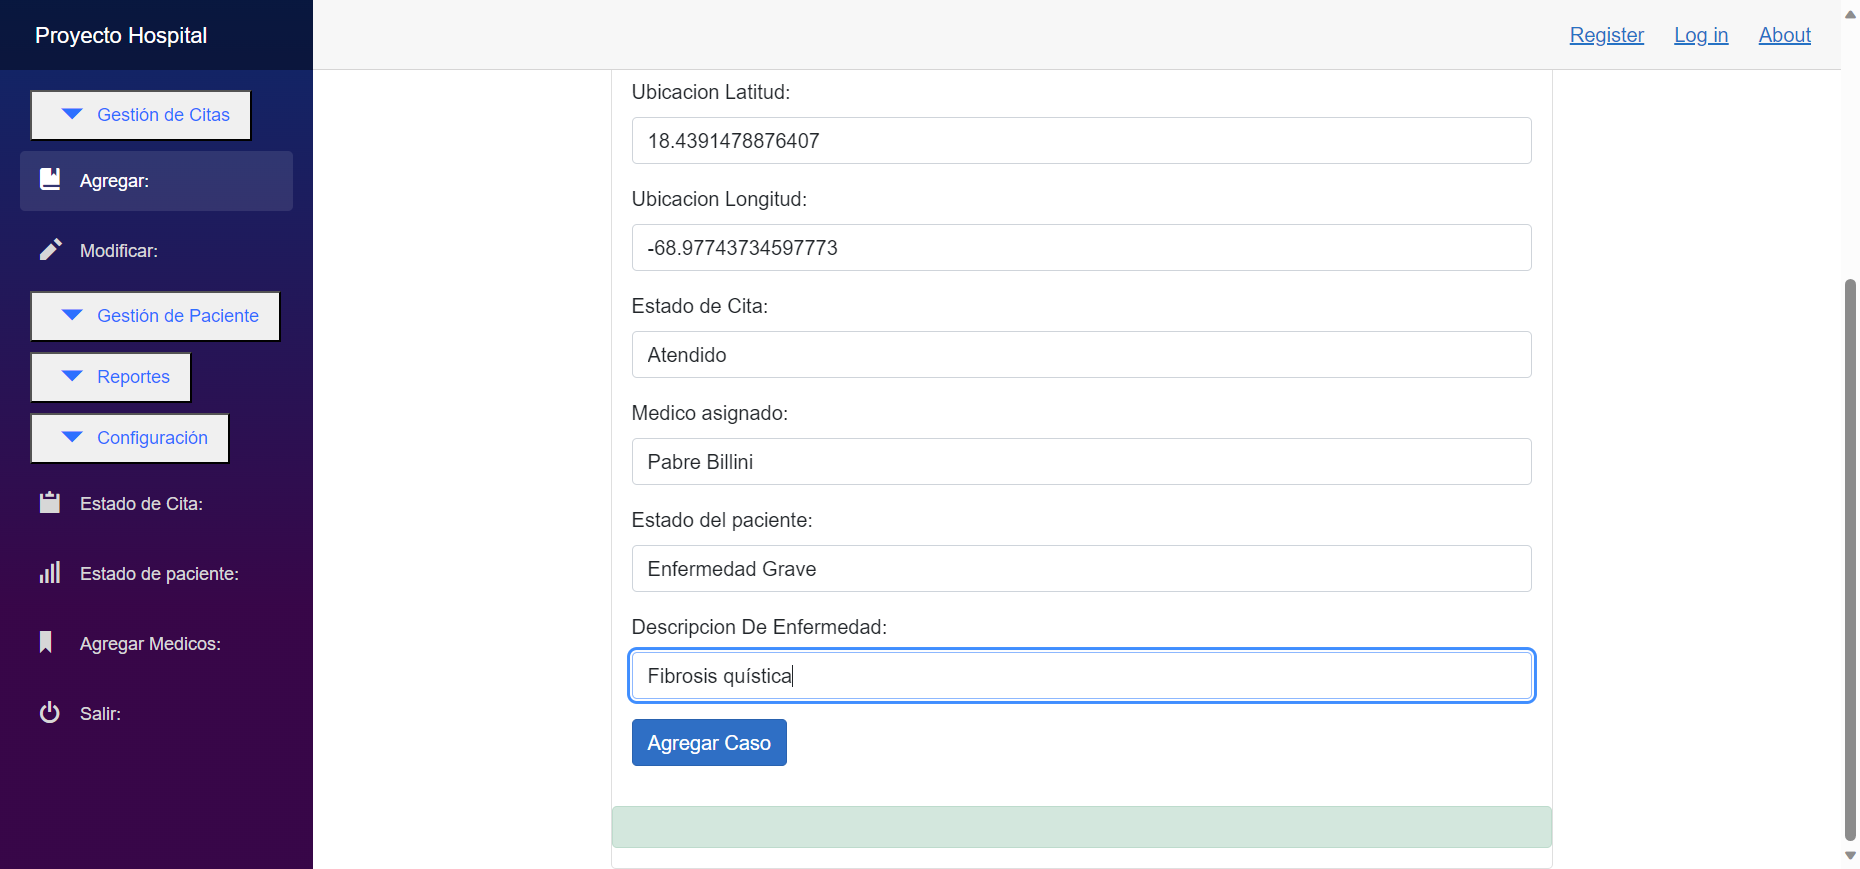 Proyecto Hospital
Register Log in About
Gestión de Citas
Agregar:
Modificar:
Gestión de Paciente
Reportes
Configuración
Estado de Cita:
Estado de paciente:
Agregar Medicos:
Salir:
Ubicacion Latitud:
18.4391478876407
Ubicacion Longitud:
-68.97743734597773
Estado de Cita:
Atendido
Medico asignado:
Pabre Billini
Estado del paciente:
Enfermedad Grave
Descripcion De Enfermedad:
Fibrosis quística
Agregar Caso